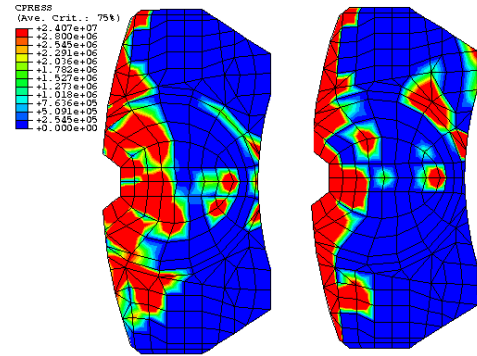 CPRESS
(Ave. Crit.: 75%)
+2.407e+07
+2.800e+06
+2.545e+06
+2.291e+06
+2.036e+06
+1.782e+06
+1.527e+06
+1.273e+06
+1.018e+06
+7.636e+05
+5.091e+05
+2.545e+05
+0.000e+00